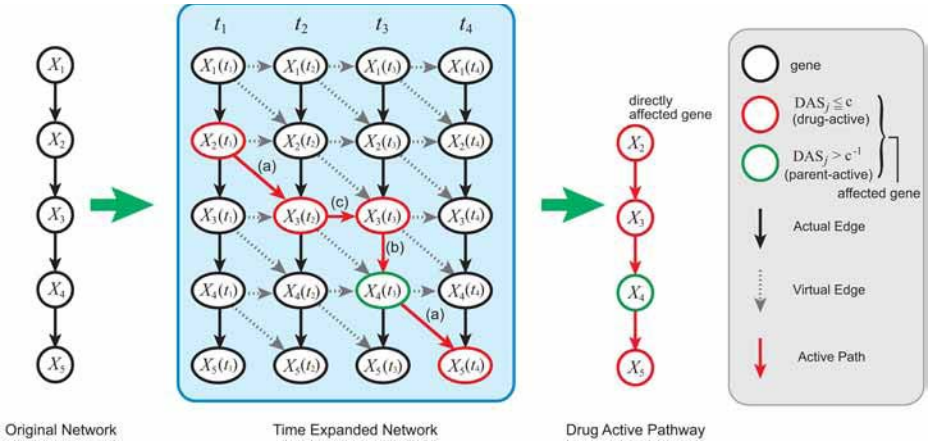 X₁
X₂
X₃
X₄
X₅
Original Network
t₁ t₂ t₃ t₄
X₁(t₁) X₁(t₂) X₁(t₃) X₁(t₄)
X₂(t₁) X₂(t₂) X₂(t₃) X₂(t₄)
(a)
X₃(t₁) X₃(t₂) (c) X₃(t₃) X₃(t₄)
(b)
X₄(t₁) X₄(t₂) X₄(t₃) X₄(t₄)
(a)
X₅(t₁) X₅(t₂) X₅(t₃) X₅(t₄)
Time Expanded Network
directly
affected gene
X₂
X₃
X₄
X₅
Drug Active Pathway
gene
DASⱼ ≦ c
(drug-active)
DASⱼ > c⁻¹
(parent-active)
affected gene
Actual Edge
Virtual Edge
Active Path